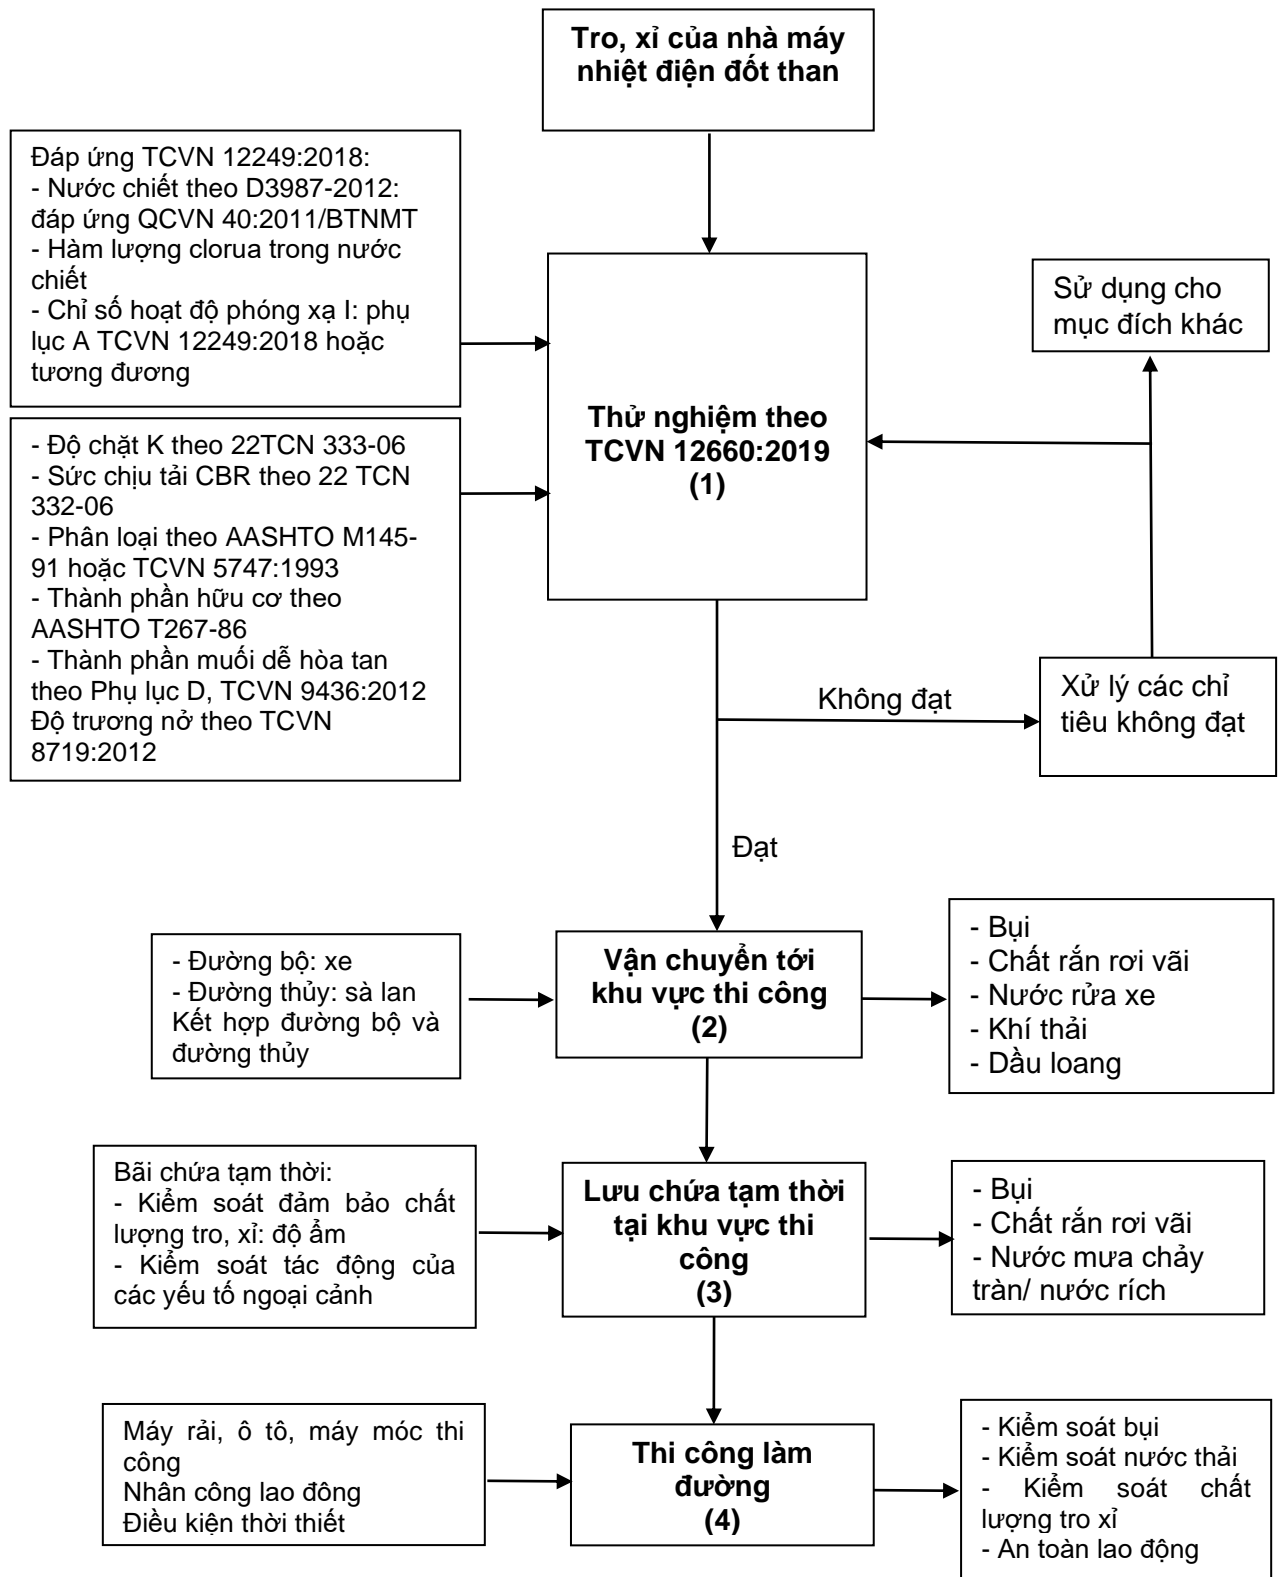 Tro, xỉ của nhà máy
nhiệt điện đốt than
Đáp ứng TCVN 12249:2018:
- Nước chiết theo D3987-2012:
đáp ứng QCVN 40:2011/BTNMT
- Hàm lượng clorua trong nước
chiết
- Chỉ số hoạt độ phóng xạ I: phụ
lục A TCVN 12249:2018 hoặc
tương đương
- Độ chặt K theo 22TCN 333-06
- Sức chịu tải CBR theo 22 TCN
332-06
- Phân loại theo AASHTO M145-
91 hoặc TCVN 5747:1993
- Thành phần hữu cơ theo
AASHTO T267-86
- Thành phần muối dễ hòa tan
theo Phụ lục D, TCVN 9436:2012
Độ trương nở theo TCVN
8719:2012
Thử nghiệm theo
TCVN 12660:2019
(1)
Sử dụng cho
mục đích khác
Không đạt
Xử lý các chỉ
tiêu không đạt
Đạt
- Đường bộ: xe
- Đường thủy: sà lan
Kết hợp đường bộ và
đường thủy
Vận chuyển tới
khu vực thi công
(2)
- Bụi
- Chất rắn rơi vãi
- Nước rửa xe
- Khí thải
- Dầu loang
Bãi chứa tạm thời:
- Kiểm soát đảm bảo chất
lượng tro, xỉ: độ ẩm
- Kiểm soát tác động của
các yếu tố ngoại cảnh
Lưu chứa tạm thời
tại khu vực thi
công
(3)
- Bụi
- Chất rắn rơi vãi
- Nước mưa chảy
tràn/ nước rích
Máy rải, ô tô, máy móc thi
công
Nhân công lao đông
Điều kiện thời thiết
Thi công làm
đường
(4)
- Kiểm soát bụi
- Kiểm soát nước thải
- Kiểm soát chất
lượng tro xỉ
- An toàn lao động